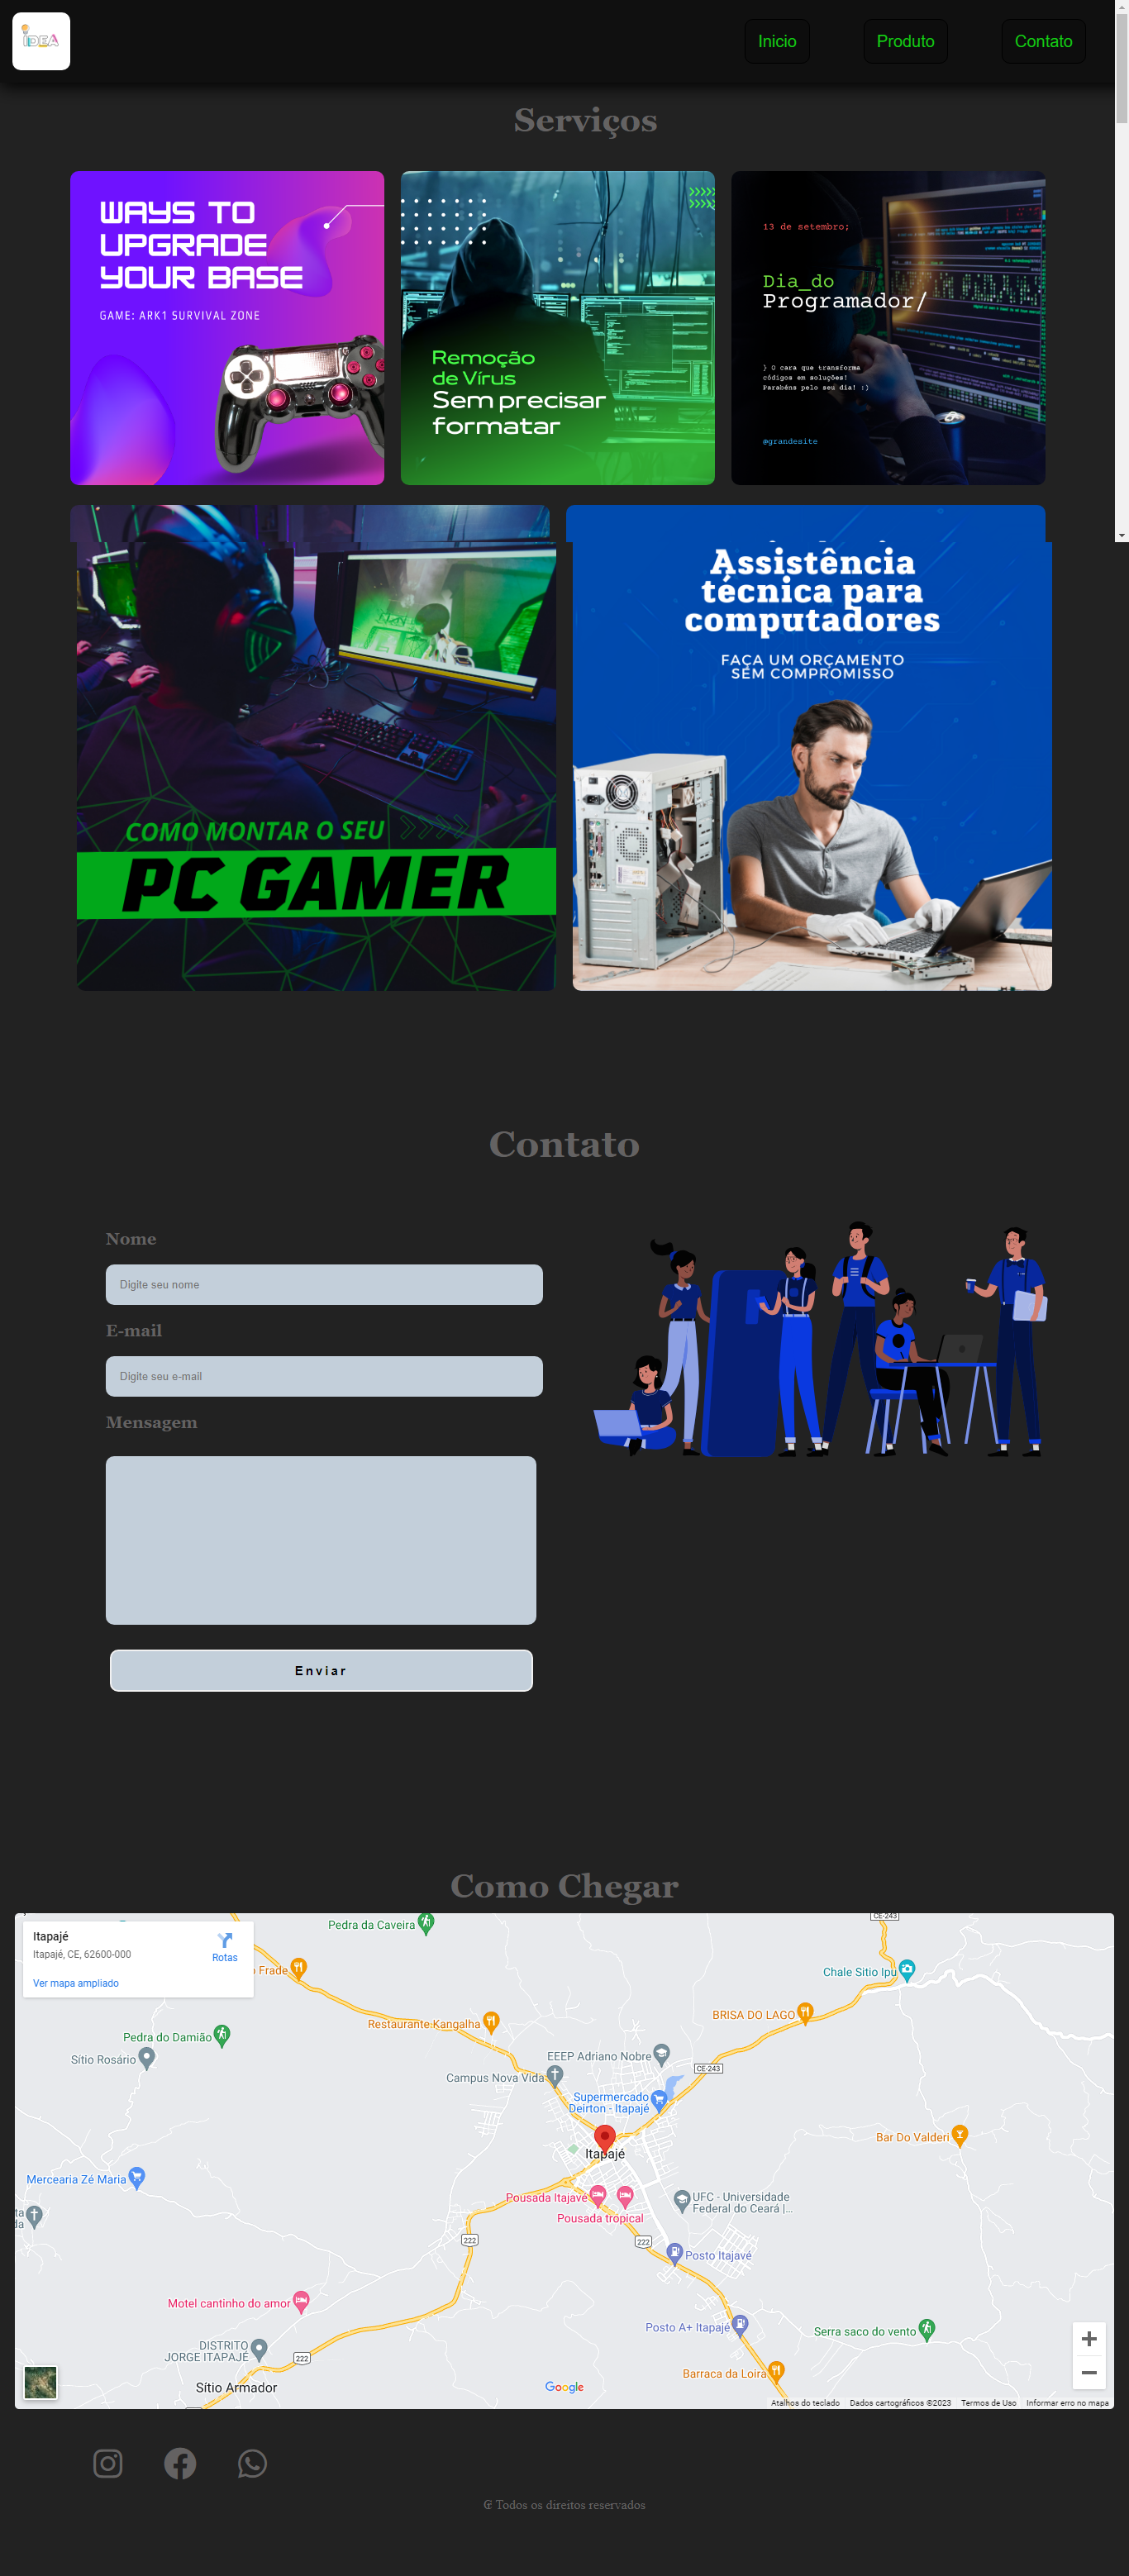 iDEA
Inicio
Produto
Contato
Serviços
WAYS TO
UPGRADE
YOUR BASE
GAME: ARK1 SURVIVAL ZONE
Remoção
de Vírus
Sem precisar
formatar
13 de setembro;
Dia_do
Programador/
} O cara que transforma
códigos em soluções!
Parabéns pelo seu dia! :)
@grandesite
COMO MONTAR O SEU
PC GAMER
Assistência
técnica para
computadores
FAÇA UM ORÇAMENTO
SEM COMPROMISSO
Contato
Nome
Digite seu nome
E-mail
Digite seu e-mail
Mensagem
Enviar
Como Chegar
Itapajé
Itapajé, CE, 62600-000
Rotas
Ver mapa ampliado
Pedra da Caveira
CE-243
Frade
Chale Sitio Ipu
BRISA DO LAGO
Restaurante Kangalha
Pedra do Damião
Sítio Rosário
EEEP Adriano Nobre
CE-243
Campus Nova Vida
Supermercado
Deirton - Itapajé
Bar Do Valderi
Itapajé
Mercearia Zé Maria
Pousada Itajavé
UFC - Universidade
Federal do Ceará |...
Pousada tropical
ta
da
222
222
Posto Itajavé
Motel cantinho do amor
Posto A+ Itapajé
Serra saco do vento
DISTRITO
JORGE ITAPAJÉ
222
Barraca da Loira
Sítio Armador
Google
Atalhos do teclado
Dados cartográficos ©2023
Termos de Uso
Informar erro no mapa
₢ Todos os direitos reservados